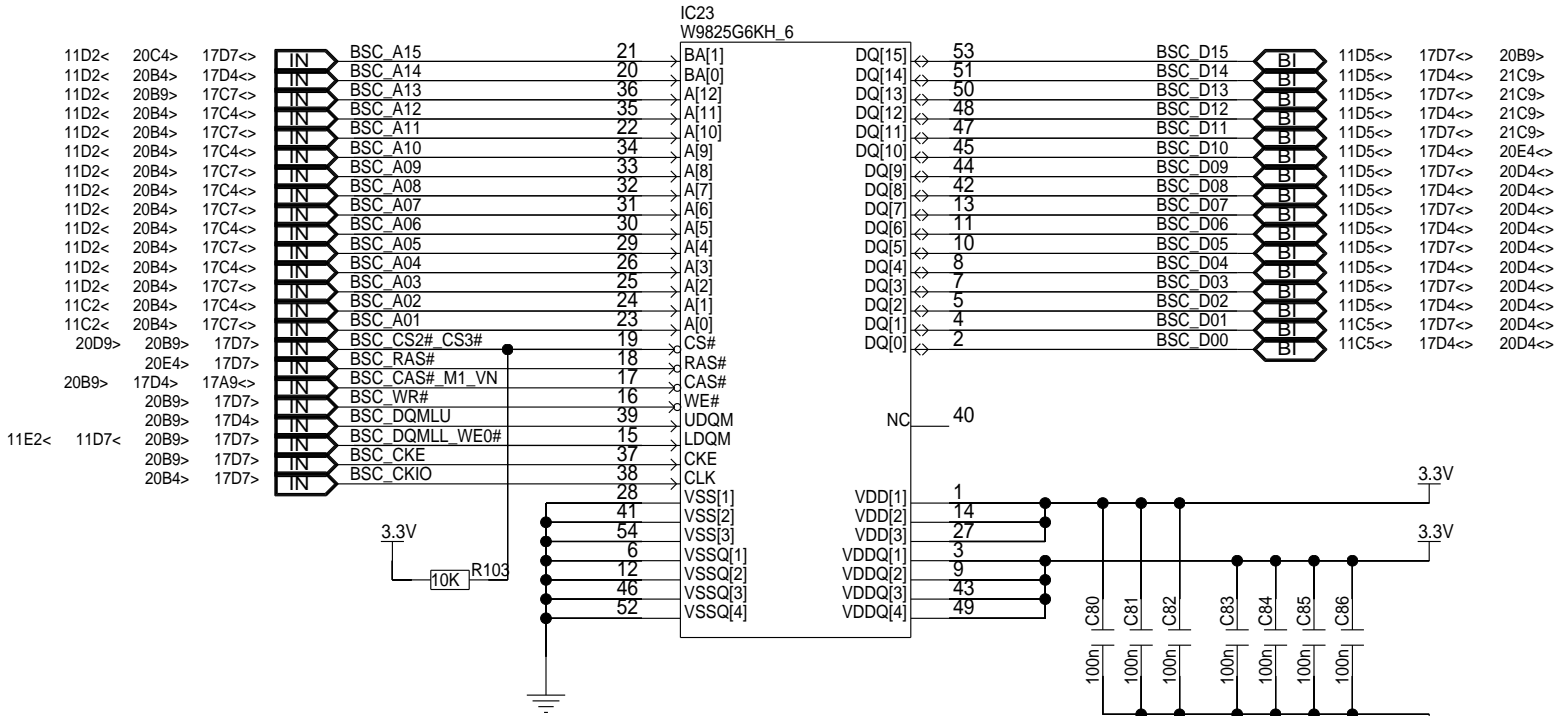 IC23
W9825G6KH_6
11D2< 20C4> 17D7<> IN BSC_A15 21 BA[1] DQ[15] 53 BSC_D15 BI 11D5<> 17D7<> 20B9>
11D2< 20B4> 17D4<> IN BSC_A14 20 BA[0] DQ[14] 51 BSC_D14 BI 11D5<> 17D4<> 21C9>
11D2< 20B9> 17C7<> IN BSC_A13 36 A[12] DQ[13] 50 BSC_D13 BI 11D5<> 17D7<> 21C9>
11D2< 20B4> 17C4<> IN BSC_A12 35 A[11] DQ[12] 48 BSC_D12 BI 11D5<> 17D4<> 21C9>
11D2< 20B4> 17C7<> IN BSC_A11 22 A[10] DQ[11] 47 BSC_D11 BI 11D5<> 17D7<> 21C9>
11D2< 20B4> 17C4<> IN BSC_A10 34 A[9] DQ[10] 45 BSC_D10 BI 11D5<> 17D4<> 20E4<>
11D2< 20B4> 17C7<> IN BSC_A09 33 A[8] DQ[9] 44 BSC_D09 BI 11D5<> 17D7<> 20D4<>
11D2< 20B4> 17C4<> IN BSC_A08 32 A[7] DQ[8] 42 BSC_D08 BI 11D5<> 17D4<> 20D4<>
11D2< 20B4> 17C7<> IN BSC_A07 31 A[6] DQ[7] 13 BSC_D07 BI 11D5<> 17D7<> 20D4<>
11D2< 20B4> 17C4<> IN BSC_A06 30 A[5] DQ[6] 11 BSC_D06 BI 11D5<> 17D4<> 20D4<>
11D2< 20B4> 17C7<> IN BSC_A05 29 A[4] DQ[5] 10 BSC_D05 BI 11D5<> 17D7<> 20D4<>
11D2< 20B4> 17C4<> IN BSC_A04 26 A[3] DQ[4] 8 BSC_D04 BI 11D5<> 17D4<> 20D4<>
11D2< 20B4> 17C7<> IN BSC_A03 25 A[2] DQ[3] 7 BSC_D03 BI 11D5<> 17D7<> 20D4<>
11C2< 20B4> 17C4<> IN BSC_A02 24 A[1] DQ[2] 5 BSC_D02 BI 11D5<> 17D4<> 20D4<>
11C2< 20B4> 17C7<> IN BSC_A01 23 A[0] DQ[1] 4 BSC_D01 BI 11C5<> 17D7<> 20D4<>
20D9> 20B9> 17D7> IN BSC_CS2#_CS3# 19 CS# DQ[0] 2 BSC_D00 BI 11C5<> 17D4<> 20D4<>
20E4> 17D7> IN BSC_RAS# 18 RAS#
20B9> 17D4> 17A9<> IN BSC_CAS#_M1_VN 17 CAS#
20B9> 17D7> IN BSC_WR# 16 WE#
20B9> 17D4> IN BSC_DQMLU 39 UDQM NC 40
11E2< 11D7< 20B9> 17D7> IN BSC_DQMLL_WE0# 15 LDQM
20B9> 17D7> IN BSC_CKE 37 CKE
20B4> 17D7> IN BSC_CKIO 38 CLK
3.3V
28 VSS[1] VDD[1] 1
41 VSS[2] VDD[2] 14
54 VSS[3] VDD[3] 27
3.3V 3.3V
6 VSSQ[1] VDDQ[1] 3
10K R103 12 VSSQ[2] VDDQ[2] 9
46 VSSQ[3] VDDQ[3] 43
52 VSSQ[4] VDDQ[4] 49
C80 C81 C82 C83 C84 C85 C86
100n 100n 100n 100n 100n 100n 100n